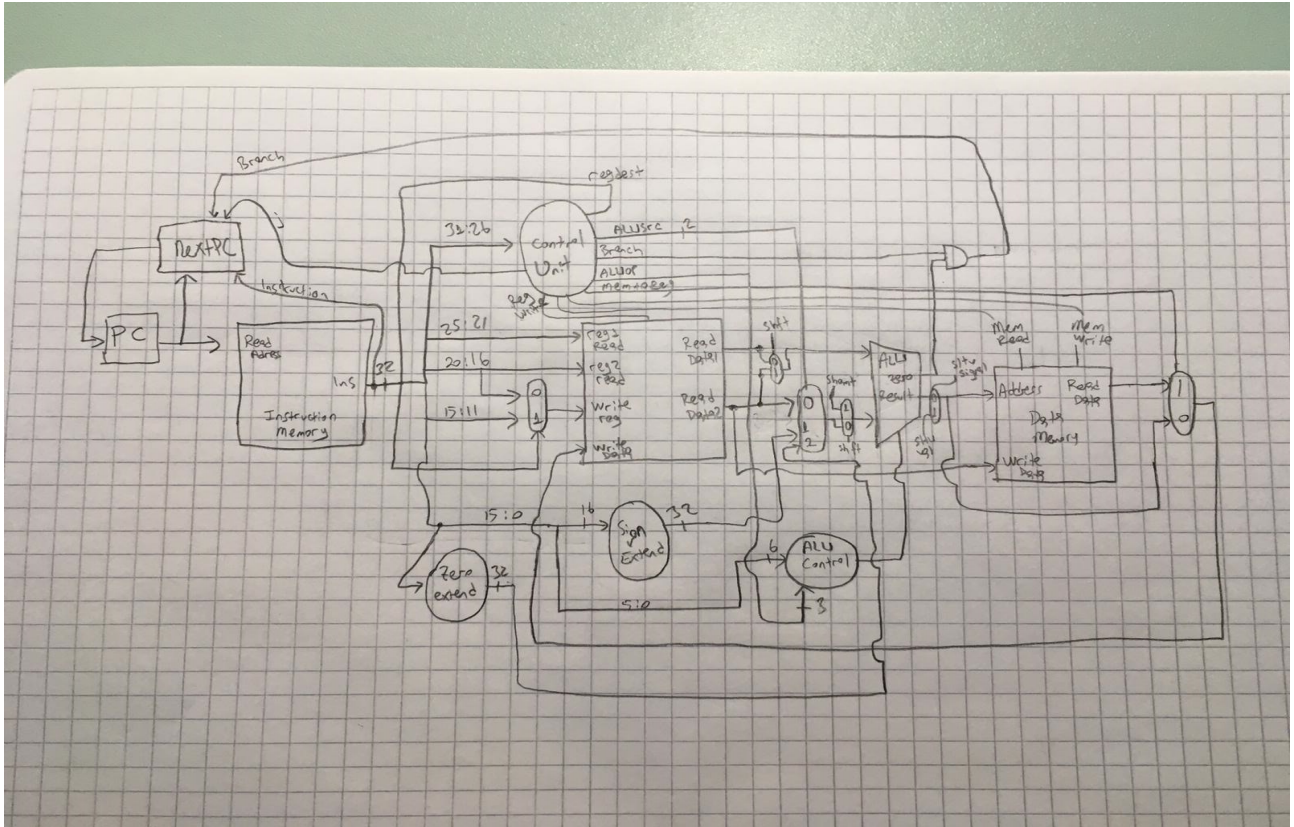 Branch
regdest
j
31:26
Control
Unit
ALUSrc
2
Branch
ALUOP
MemtoReg
NextPC
Instruction
Reg
Write
PC
Read
Adres
Ins
32
Instruction
Memory
25:21
20:16
15:11
0
1
reg1
Read
reg2
read
Write
reg
Write
Data
Read
Data1
Read
Data2
shift
0
1
0
1
2
shamt
1
0
shift
ALU
zero
Result
sltu
signal
Mem
Read
Mem
Write
Address
Read
Data
Data
Memory
Write
Data
1
0
15:0
16
Sign
Extend
32
Zero
extend
32
5:0
6
ALU
Control
3